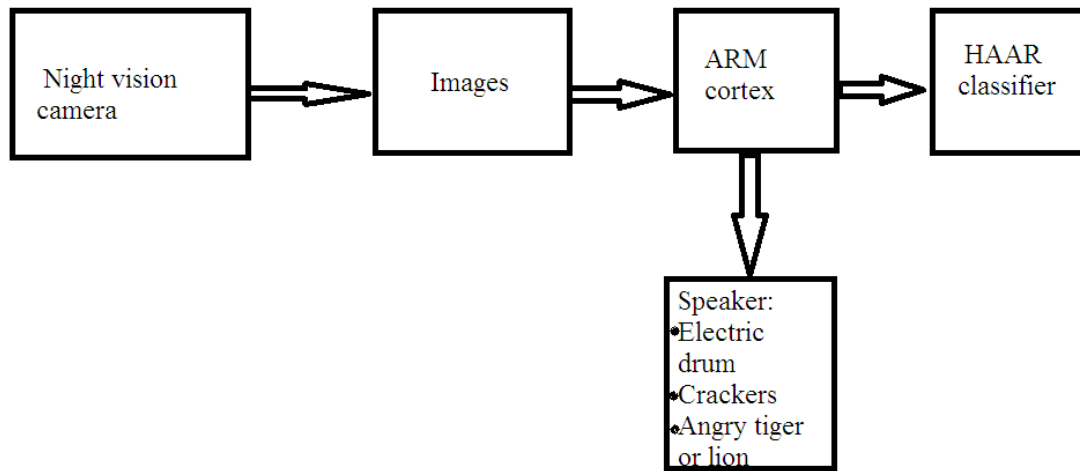 Night vision
camera
Images
ARM
cortex
HAAR
classifier
Speaker:
Electric
drum
Crackers
Angry tiger
or lion